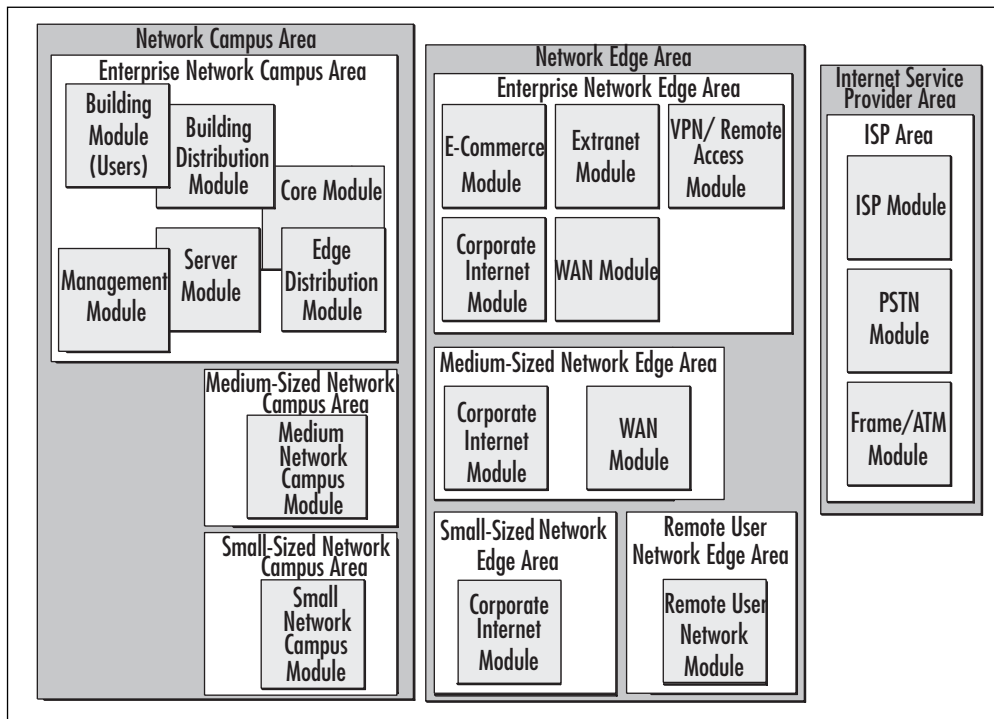 Network Campus Area
Enterprise Network Campus Area
Building
Module
(Users)
Building
Distribution
Module
Core Module
Management
Module
Server
Module
Edge
Distribution
Module
Medium-Sized Network
Campus Area
Medium
Network
Campus
Module
Small-Sized Network
Campus Area
Small
Network
Campus
Module
Network Edge Area
Enterprise Network Edge Area
E-Commerce
Module
Extranet
Module
VPN/ Remote
Access
Module
Corporate
Internet
Module
WAN Module
Medium-Sized Network Edge Area
Corporate
Internet
Module
WAN
Module
Small-Sized Network
Edge Area
Corporate
Internet
Module
Remote User
Network Edge Area
Remote User
Network
Module
Internet Service
Provider Area
ISP Area
ISP Module
PSTN
Module
Frame/ATM
Module